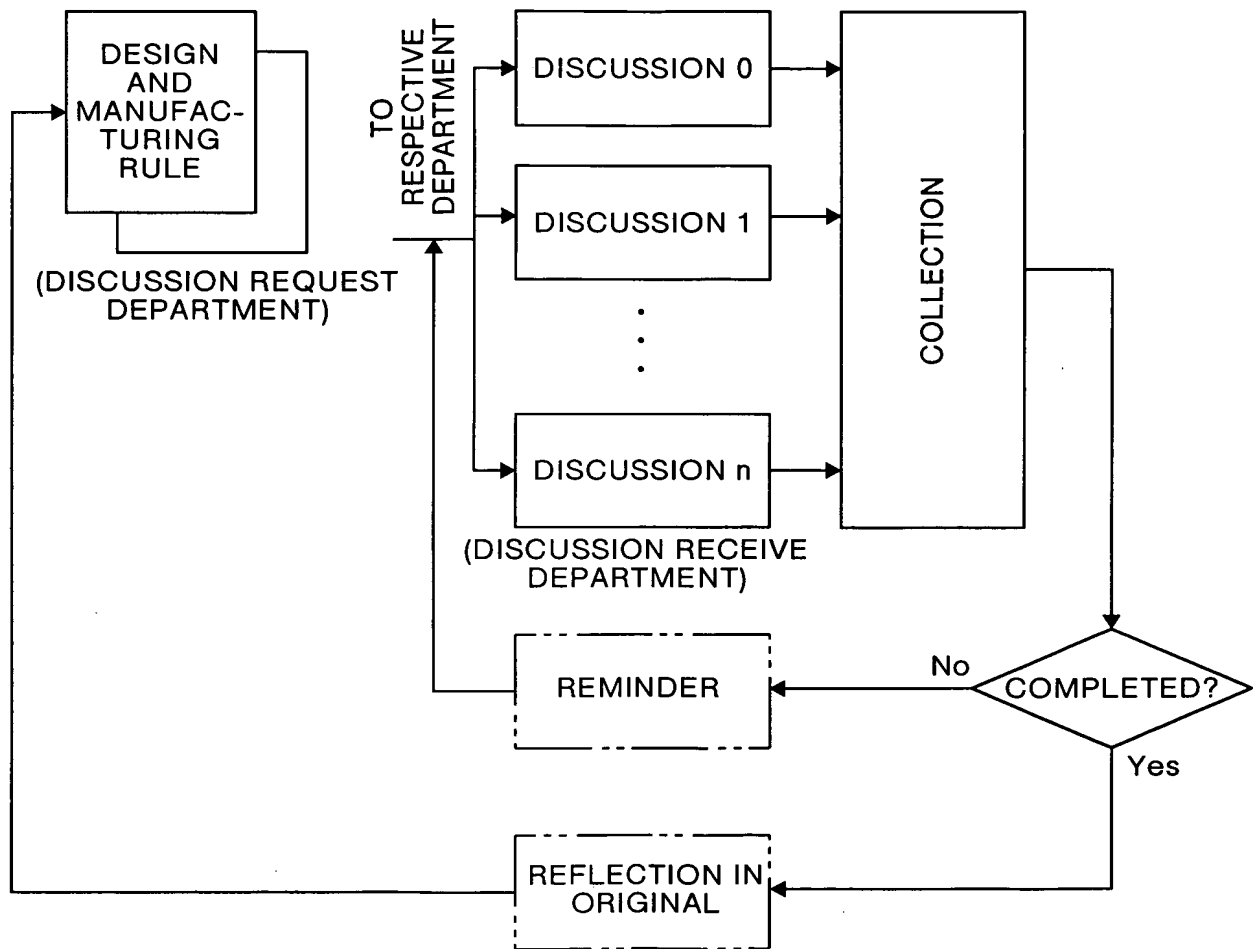 DESIGN
AND
MANUFAC-
TURING
RULE
(DISCUSSION REQUEST
DEPARTMENT)
TO
RESPECTIVE
DEPARTMENT
DISCUSSION 0
DISCUSSION 1
DISCUSSION n
(DISCUSSION RECEIVE
DEPARTMENT)
COLLECTION
COMPLETED?
No
Yes
REMINDER
REFLECTION IN
ORIGINAL